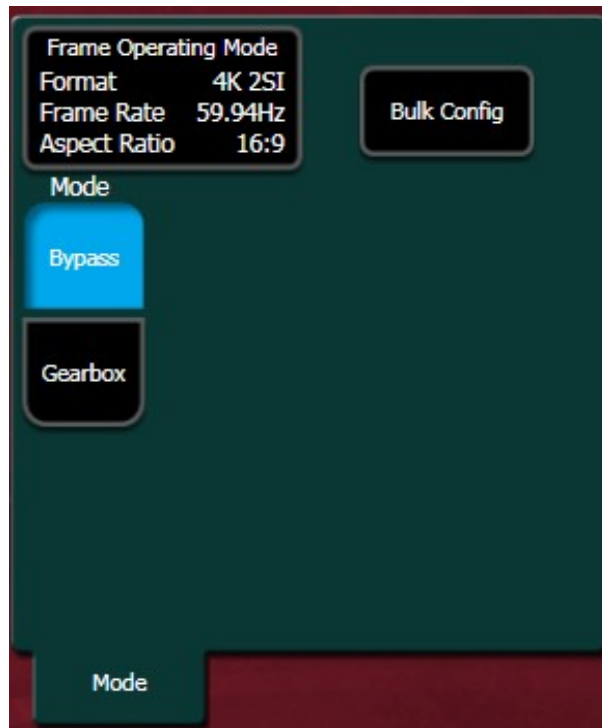 Frame Operating Mode
Format 4K 2SI
Frame Rate 59.94Hz
Aspect Ratio 16:9
Bulk Config
Mode
Bypass
Gearbox
Mode